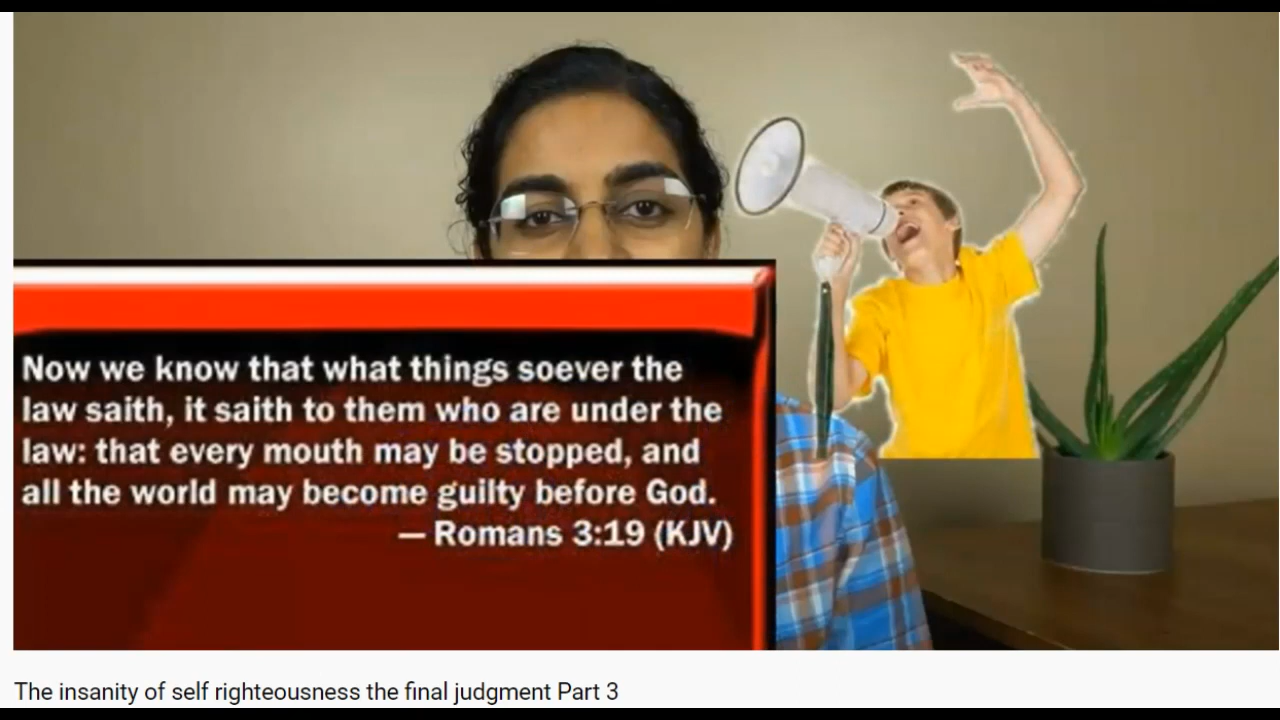 Now we know that what things soever the
law saith, it saith to them who are under the
law: that every mouth may be stopped, and
all the world may become guilty before God.
— Romans 3:19 (KJV)
The insanity of self righteousness the final judgment Part 3